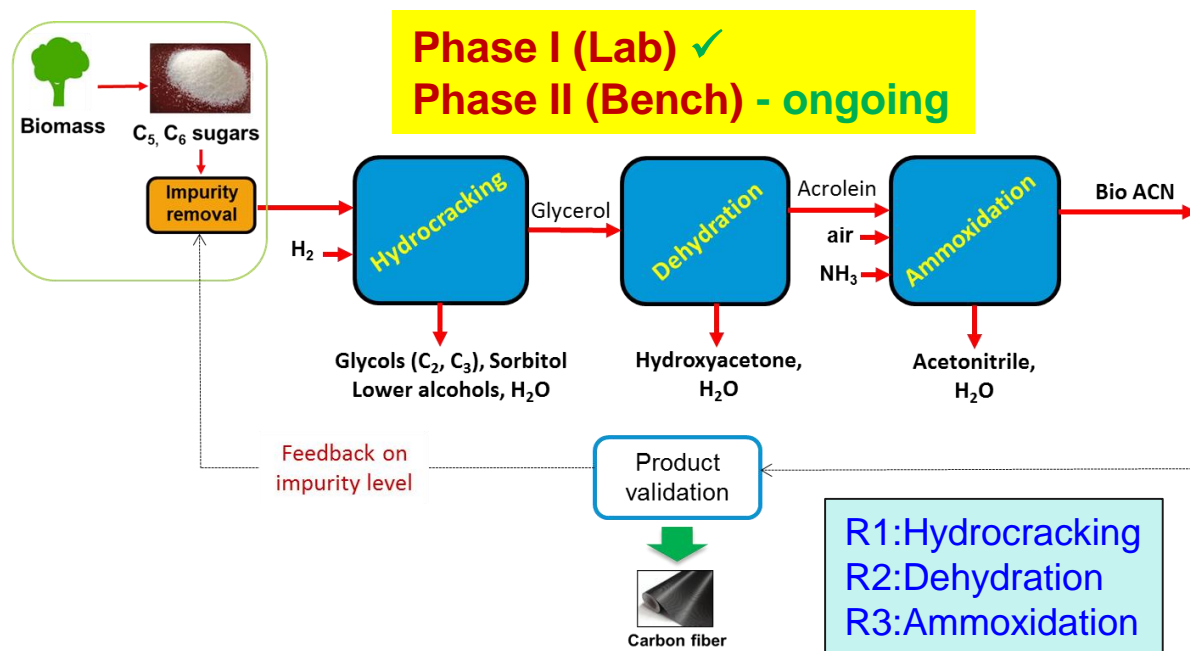 Phase I (Lab) ✓
Phase II (Bench) - ongoing
Biomass
C₅, C₆ sugars
Impurity
removal
H₂
Hydrocracking
Glycerol
Dehydration
Acrolein
air
NH₃
Ammoxidation
Bio ACN
Glycols (C₂, C₃), Sorbitol
Lower alcohols, H₂O
Hydroxyacetone,
H₂O
Acetonitrile,
H₂O
Feedback on
impurity level
Product
validation
Carbon fiber
R1:Hydrocracking
R2:Dehydration
R3:Ammoxidation